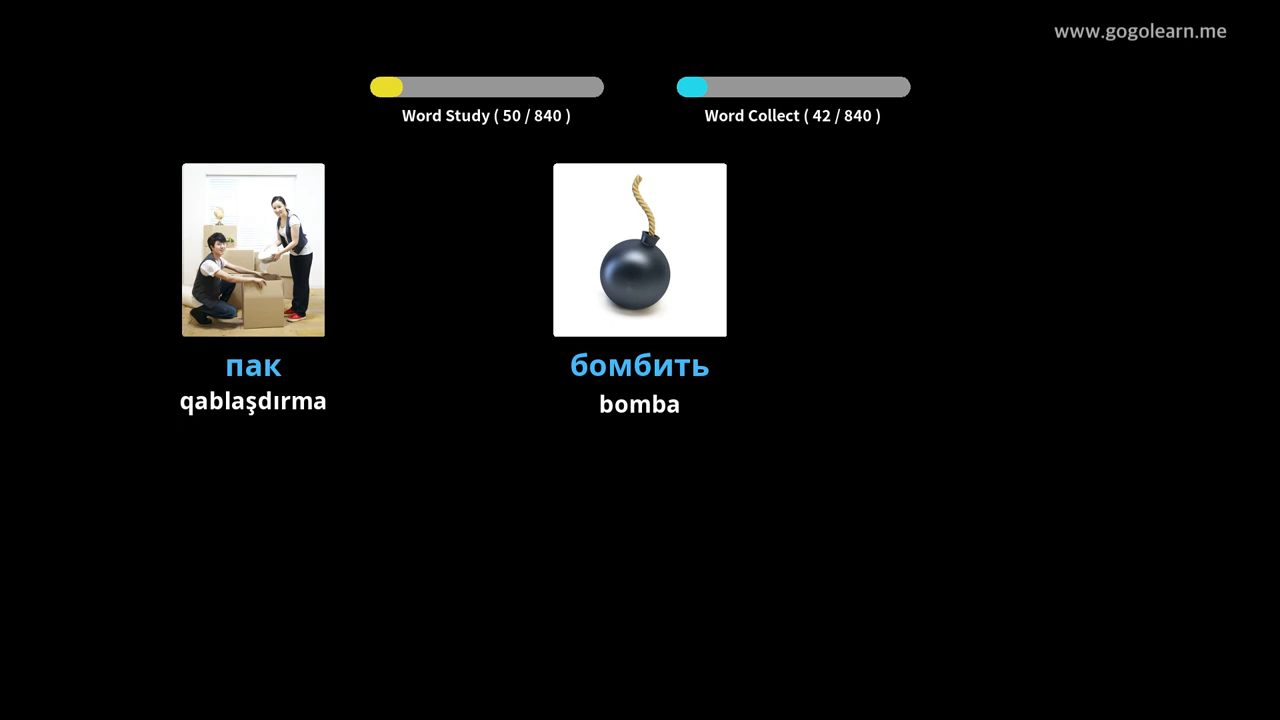 www.gogolearn.me
Word Study ( 50 / 840 )
Word Collect ( 42 / 840 )
пак
qablaşdırma
бомбить
bomba